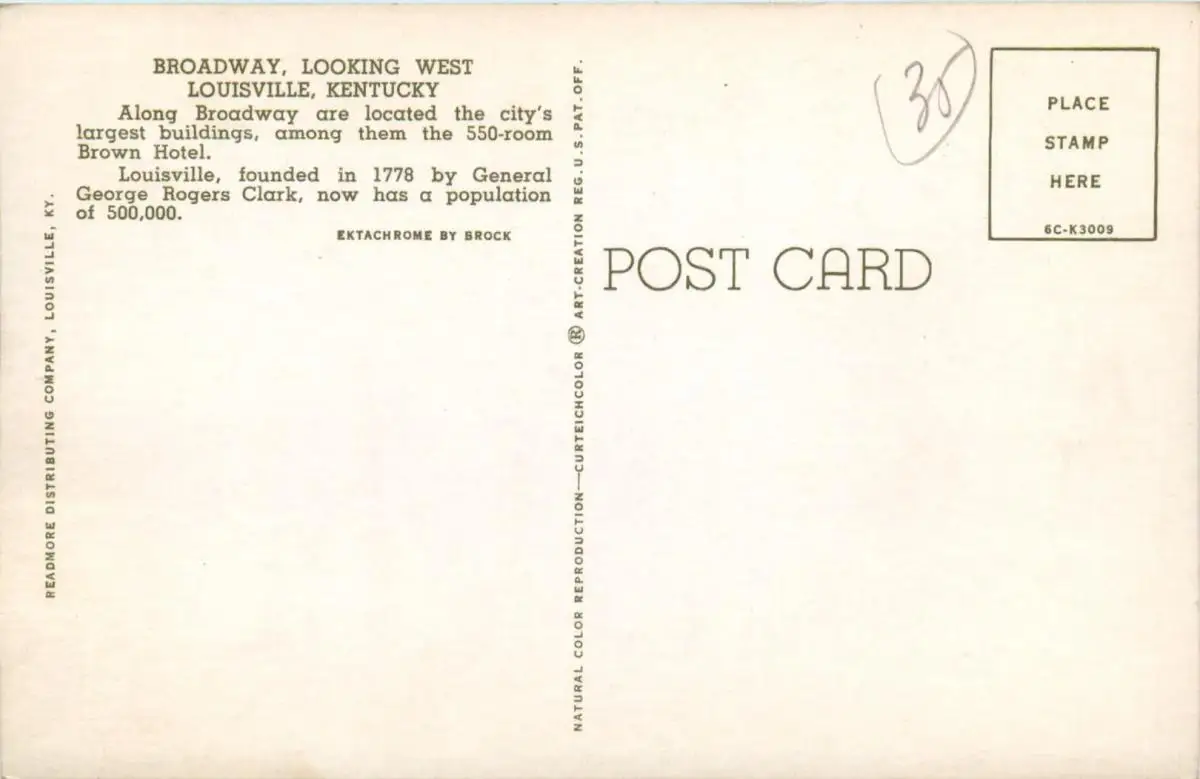 BROADWAY, LOOKING WEST
LOUISVILLE, KENTUCKY
Along Broadway are located the city's
largest buildings, among them the 550-room
Brown Hotel.
Louisville, founded in 1778 by General
George Rogers Clark, now has a population
of 500,000.
EKTACHROME BY BROCK
READMORE DISTRIBUTING COMPANY, LOUISVILLE, KY.
NATURAL COLOR REPRODUCTION—CURTEICHCOLOR ® ART-CREATION REG. U.S. PAT. OFF.
30
PLACE
STAMP
HERE
6C-K3009
POST CARD